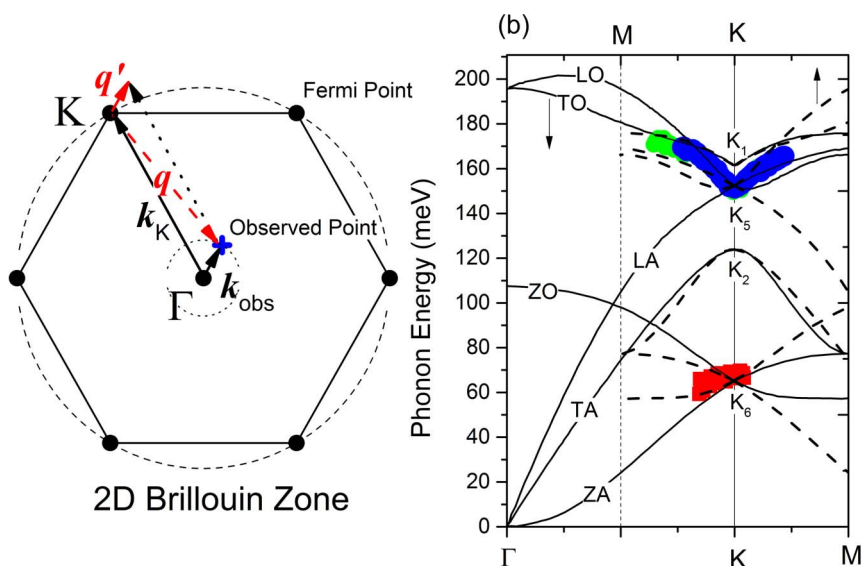 q′
K
Fermi Point
q
k_K
Observed Point
Γ
k_obs
2D Brillouin Zone
(b)
M
K
Phonon Energy (meV)
200
180
160
140
120
100
80
60
40
20
0
LO
TO
LA
ZO
TA
ZA
K₁
K₅
K₂
K₆
Γ
K
M